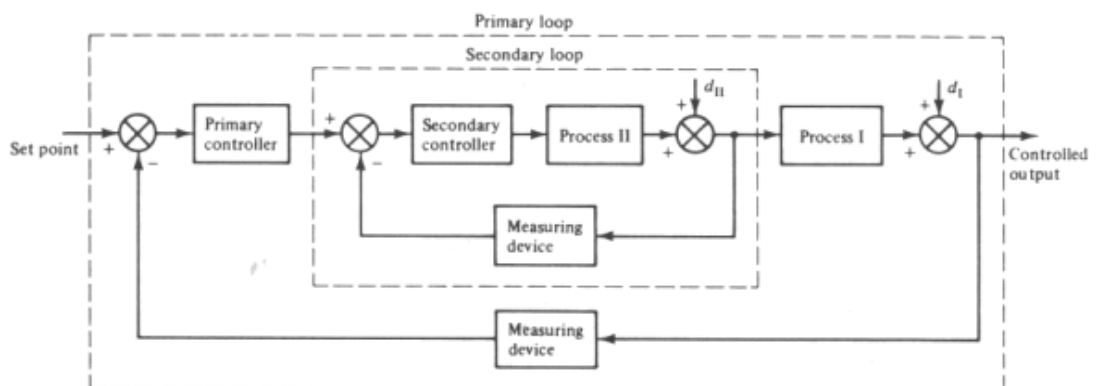 Primary loop
Secondary loop
d_II
d_I
+
+
+
+
Set point
+
−
Primary
controller
−
Secondary
controller
Process II
+
Process I
+
Controlled
output
Measuring
device
Measuring
device